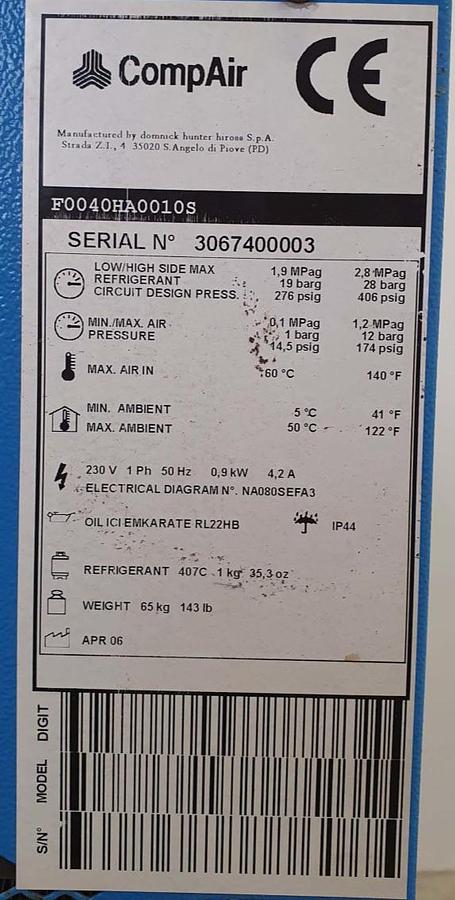 CompAir CE
Manufactured by domnick hunter hiross S.p.A.
Strada Z.I., 4 35020 S.Angelo di Piove (PD)
F0040HA0010S
SERIAL N° 3067400003
LOW/HIGH SIDE MAX 1,9 MPag 2,8 MPag
REFRIGERANT 19 barg 28 barg
CIRCUIT DESIGN PRESS. 276 psig 406 psig
MIN./MAX. AIR 0,1 MPag 1,2 MPag
PRESSURE 1 barg 12 barg
14,5 psig 174 psig
MAX. AIR IN 60 °C 140 °F
MIN. AMBIENT 5 °C 41 °F
MAX. AMBIENT 50 °C 122 °F
230 V 1 Ph 50 Hz 0,9 kW 4,2 A
ELECTRICAL DIAGRAM N°. NA080SEFA3
OIL ICI EMKARATE RL22HB IP44
REFRIGERANT 407C 1 kg 35,3 oz
WEIGHT 65 kg 143 lb
APR 06
DIGIT
MODEL
S/N°